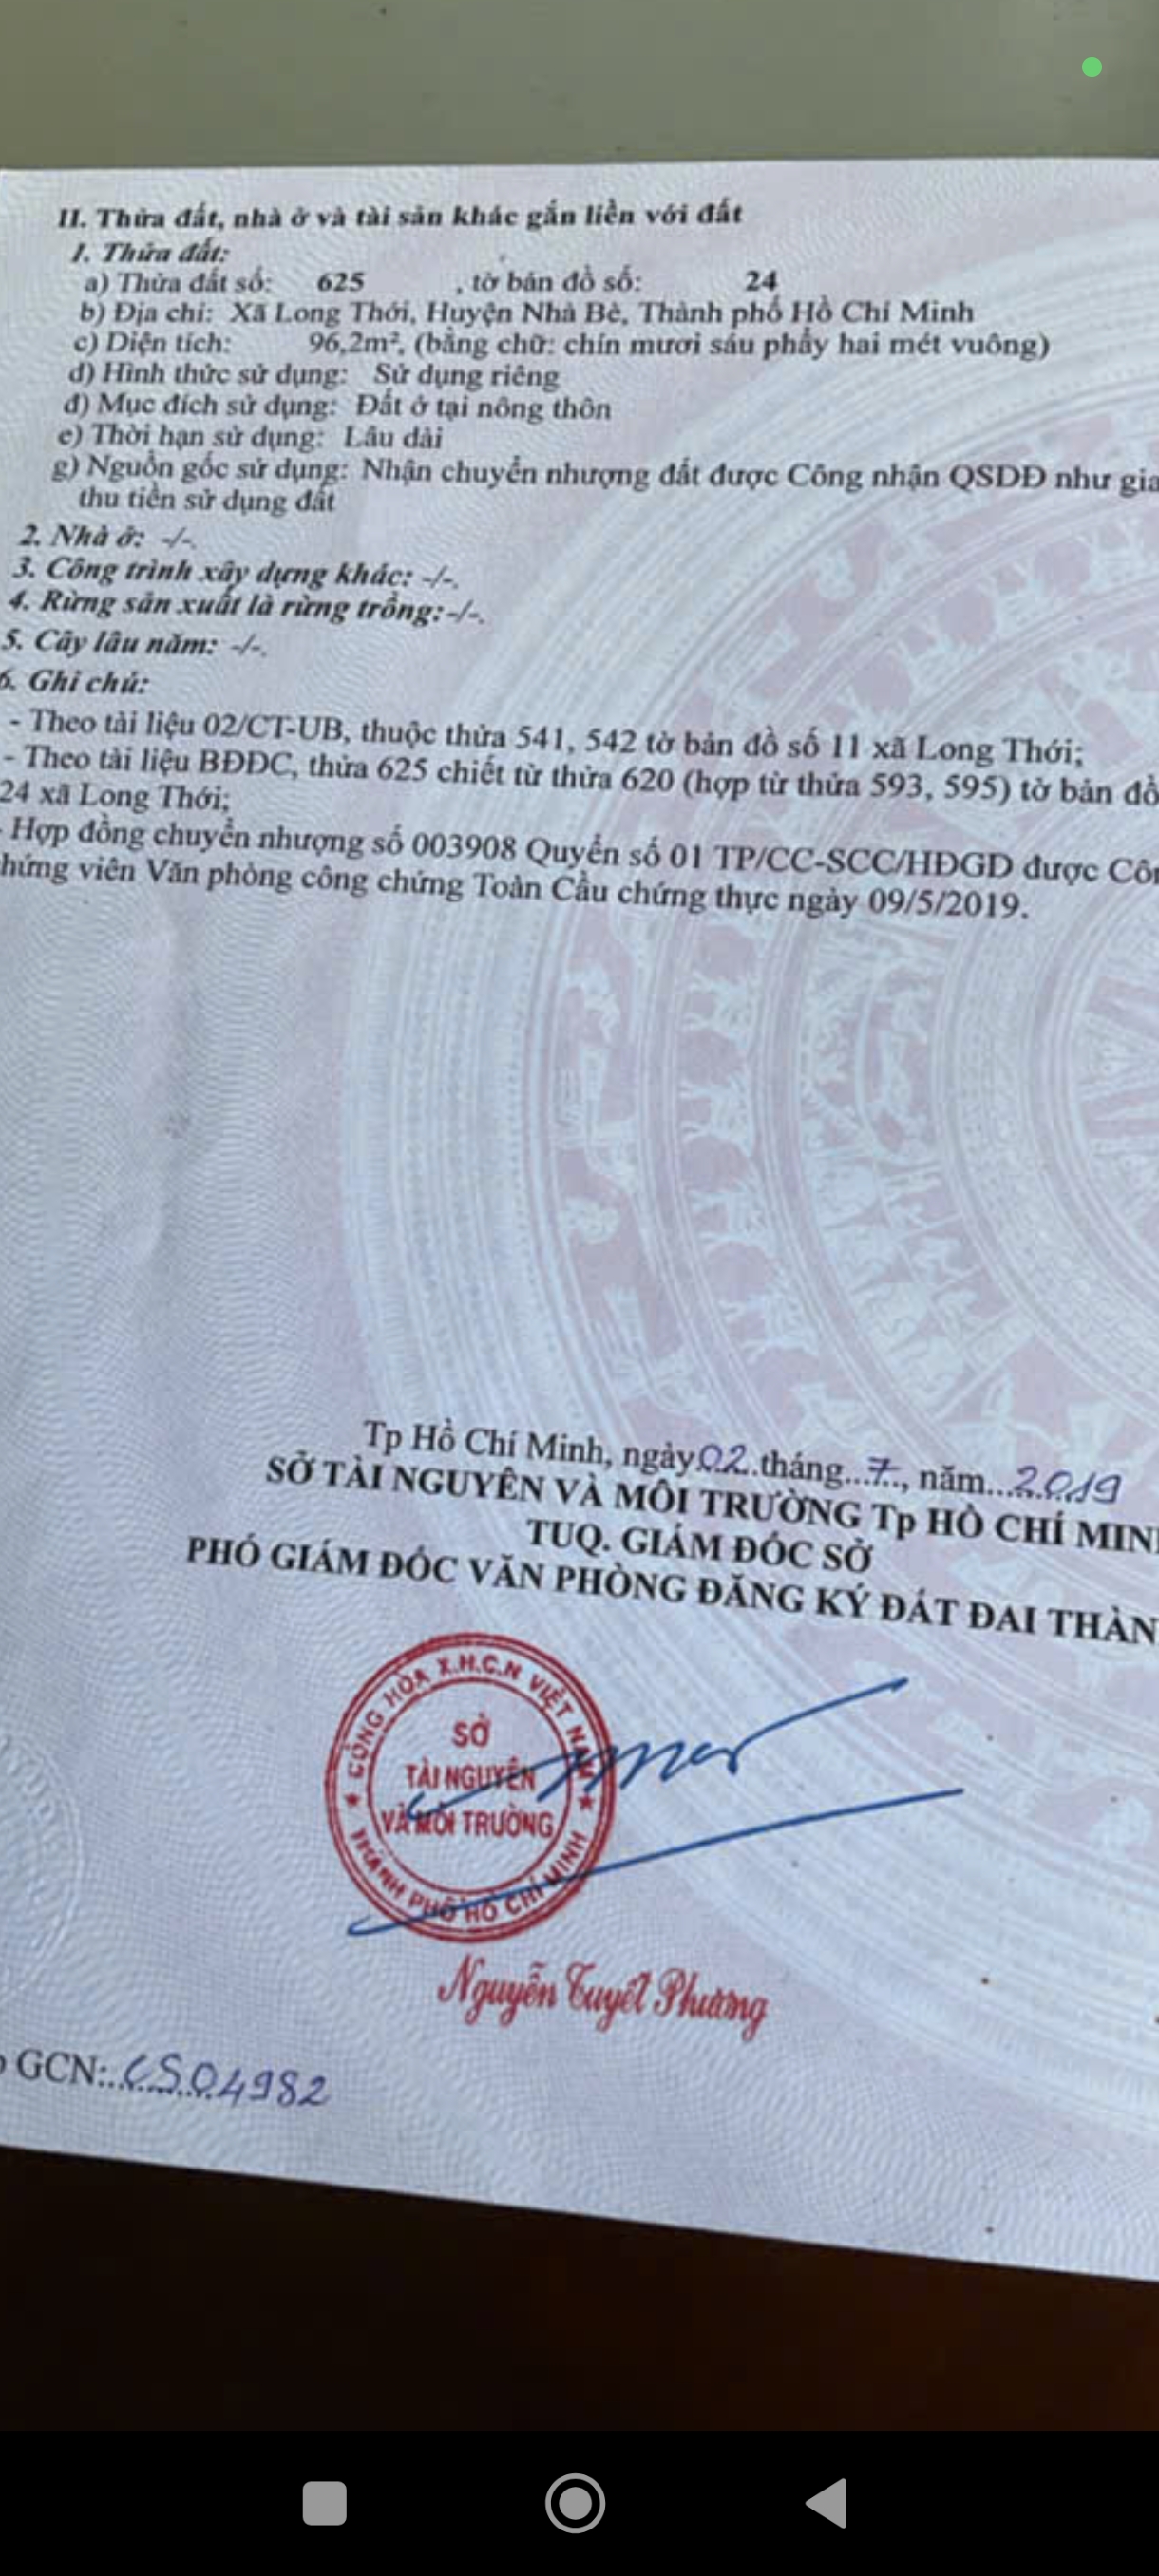 II. Thửa đất, nhà ở và tài sản khác gắn liền với đất
1. Thửa đất:
a) Thửa đất số: 625 , tờ bản đồ số: 24
b) Địa chỉ: Xã Long Thới, Huyện Nhà Bè, Thành phố Hồ Chí Minh
c) Diện tích: 96,2m², (bằng chữ: chín mươi sáu phẩy hai mét vuông)
d) Hình thức sử dụng: Sử dụng riêng
đ) Mục đích sử dụng: Đất ở tại nông thôn
e) Thời hạn sử dụng: Lâu dài
g) Nguồn gốc sử dụng: Nhận chuyển nhượng đất được Công nhận QSDĐ như gia
thu tiền sử dụng đất
2. Nhà ở: -/-.
3. Công trình xây dựng khác: -/-.
4. Rừng sản xuất là rừng trồng: -/-.
5. Cây lâu năm: -/-.
6. Ghi chú:
- Theo tài liệu 02/CT-UB, thuộc thửa 541, 542 tờ bản đồ số 11 xã Long Thới;
- Theo tài liệu BĐĐC, thửa 625 chiết từ thửa 620 (hợp từ thửa 593, 595) tờ bản đồ
24 xã Long Thới;
- Hợp đồng chuyển nhượng số 003908 Quyển số 01 TP/CC-SCC/HĐGD được Côn
hứng viên Văn phòng công chứng Toàn Cầu chứng thực ngày 09/5/2019.
Tp Hồ Chí Minh, ngày 02 tháng 7, năm 2019
SỞ TÀI NGUYÊN VÀ MÔI TRƯỜNG Tp HỒ CHÍ MINH
TUQ. GIÁM ĐỐC SỞ
PHÓ GIÁM ĐỐC VĂN PHÒNG ĐĂNG KÝ ĐẤT ĐAI THÀN
CỘNG HÒA X.H.C.N VIỆT NAM
SỞ
TÀI NGUYÊN
VÀ MÔI TRƯỜNG
THÀNH PHỐ HỒ CHÍ MINH
Nguyễn Tuyết Phương
GCN: CS04982